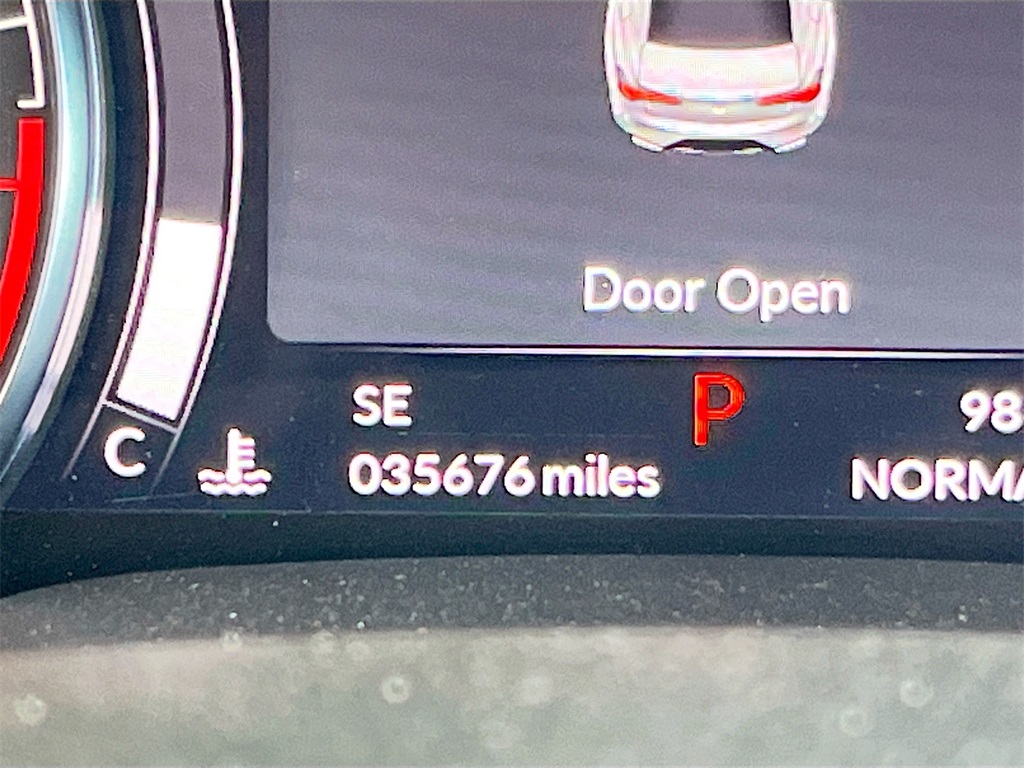 Door Open
SE
P
98
035676 miles
NORMA
C